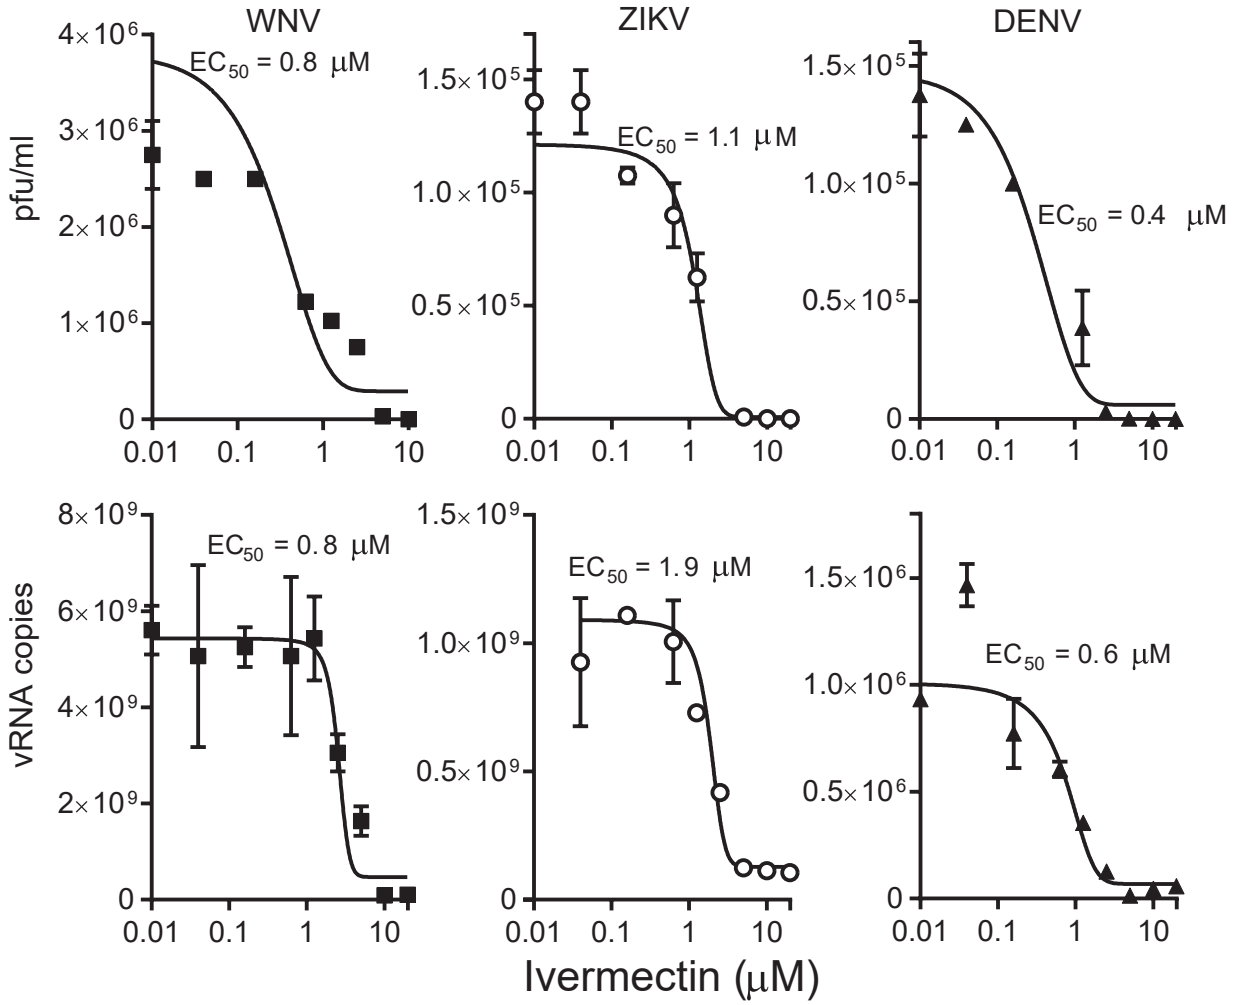 WNV ZIKV DENV
pfu/ml
4× 10⁶
3× 10⁶
2× 10⁶
1× 10⁶
0
EC₅₀ = 0.8 μM
0.01 0.1 1 10
1.5× 10⁵
1.0× 10⁵
0.5× 10⁵
0
EC₅₀ = 1.1 μM
0.01 0.1 1 10
1.5× 10⁵
1.0× 10⁵
0.5× 10⁵
0
EC₅₀ = 0.4 μM
0.01 0.1 1 10
vRNA copies
8× 10⁹
6× 10⁹
4× 10⁹
2× 10⁹
0
EC₅₀ = 0.8 μM
0.01 0.1 1 10
1.5× 10⁹
1.0× 10⁹
0.5× 10⁹
0
EC₅₀ = 1.9 μM
0.01 0.1 1 10
1.5× 10⁶
1.0× 10⁶
0.5× 10⁶
0
EC₅₀ = 0.6 μM
0.01 0.1 1 10
Ivermectin (μM)